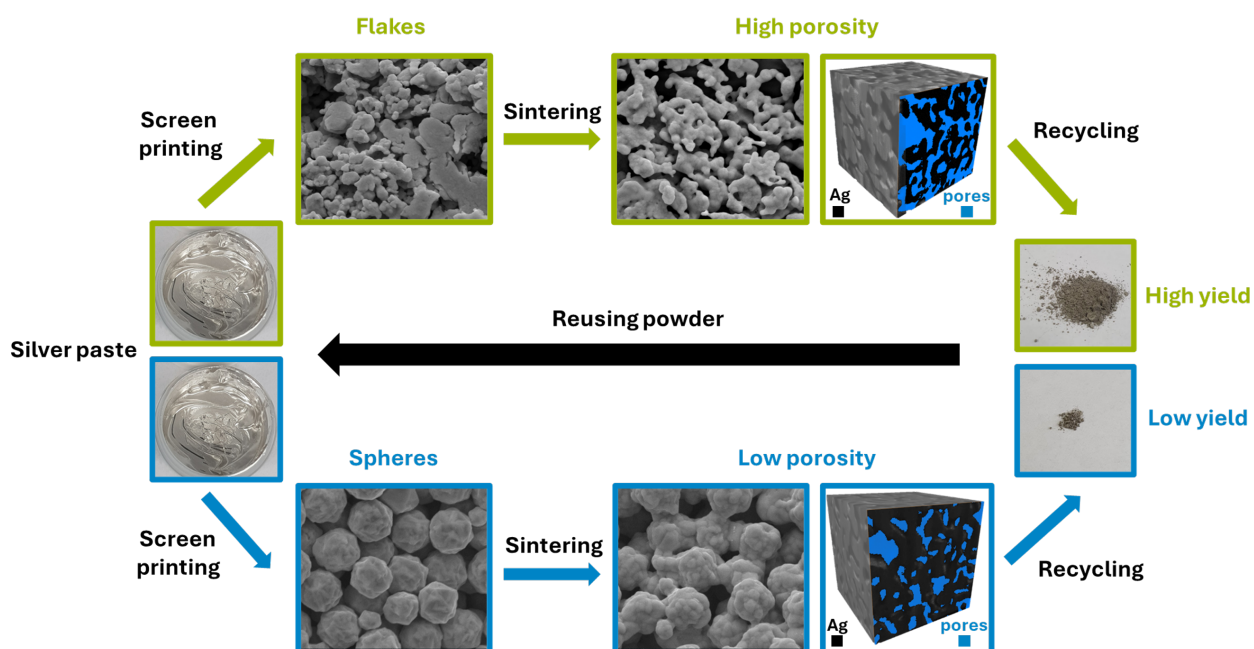 Flakes
High porosity
Screen
printing
Sintering
Recycling
Ag
pores
High yield
Reusing powder
Silver paste
Low yield
Spheres
Low porosity
Screen
printing
Sintering
Recycling
Ag
pores